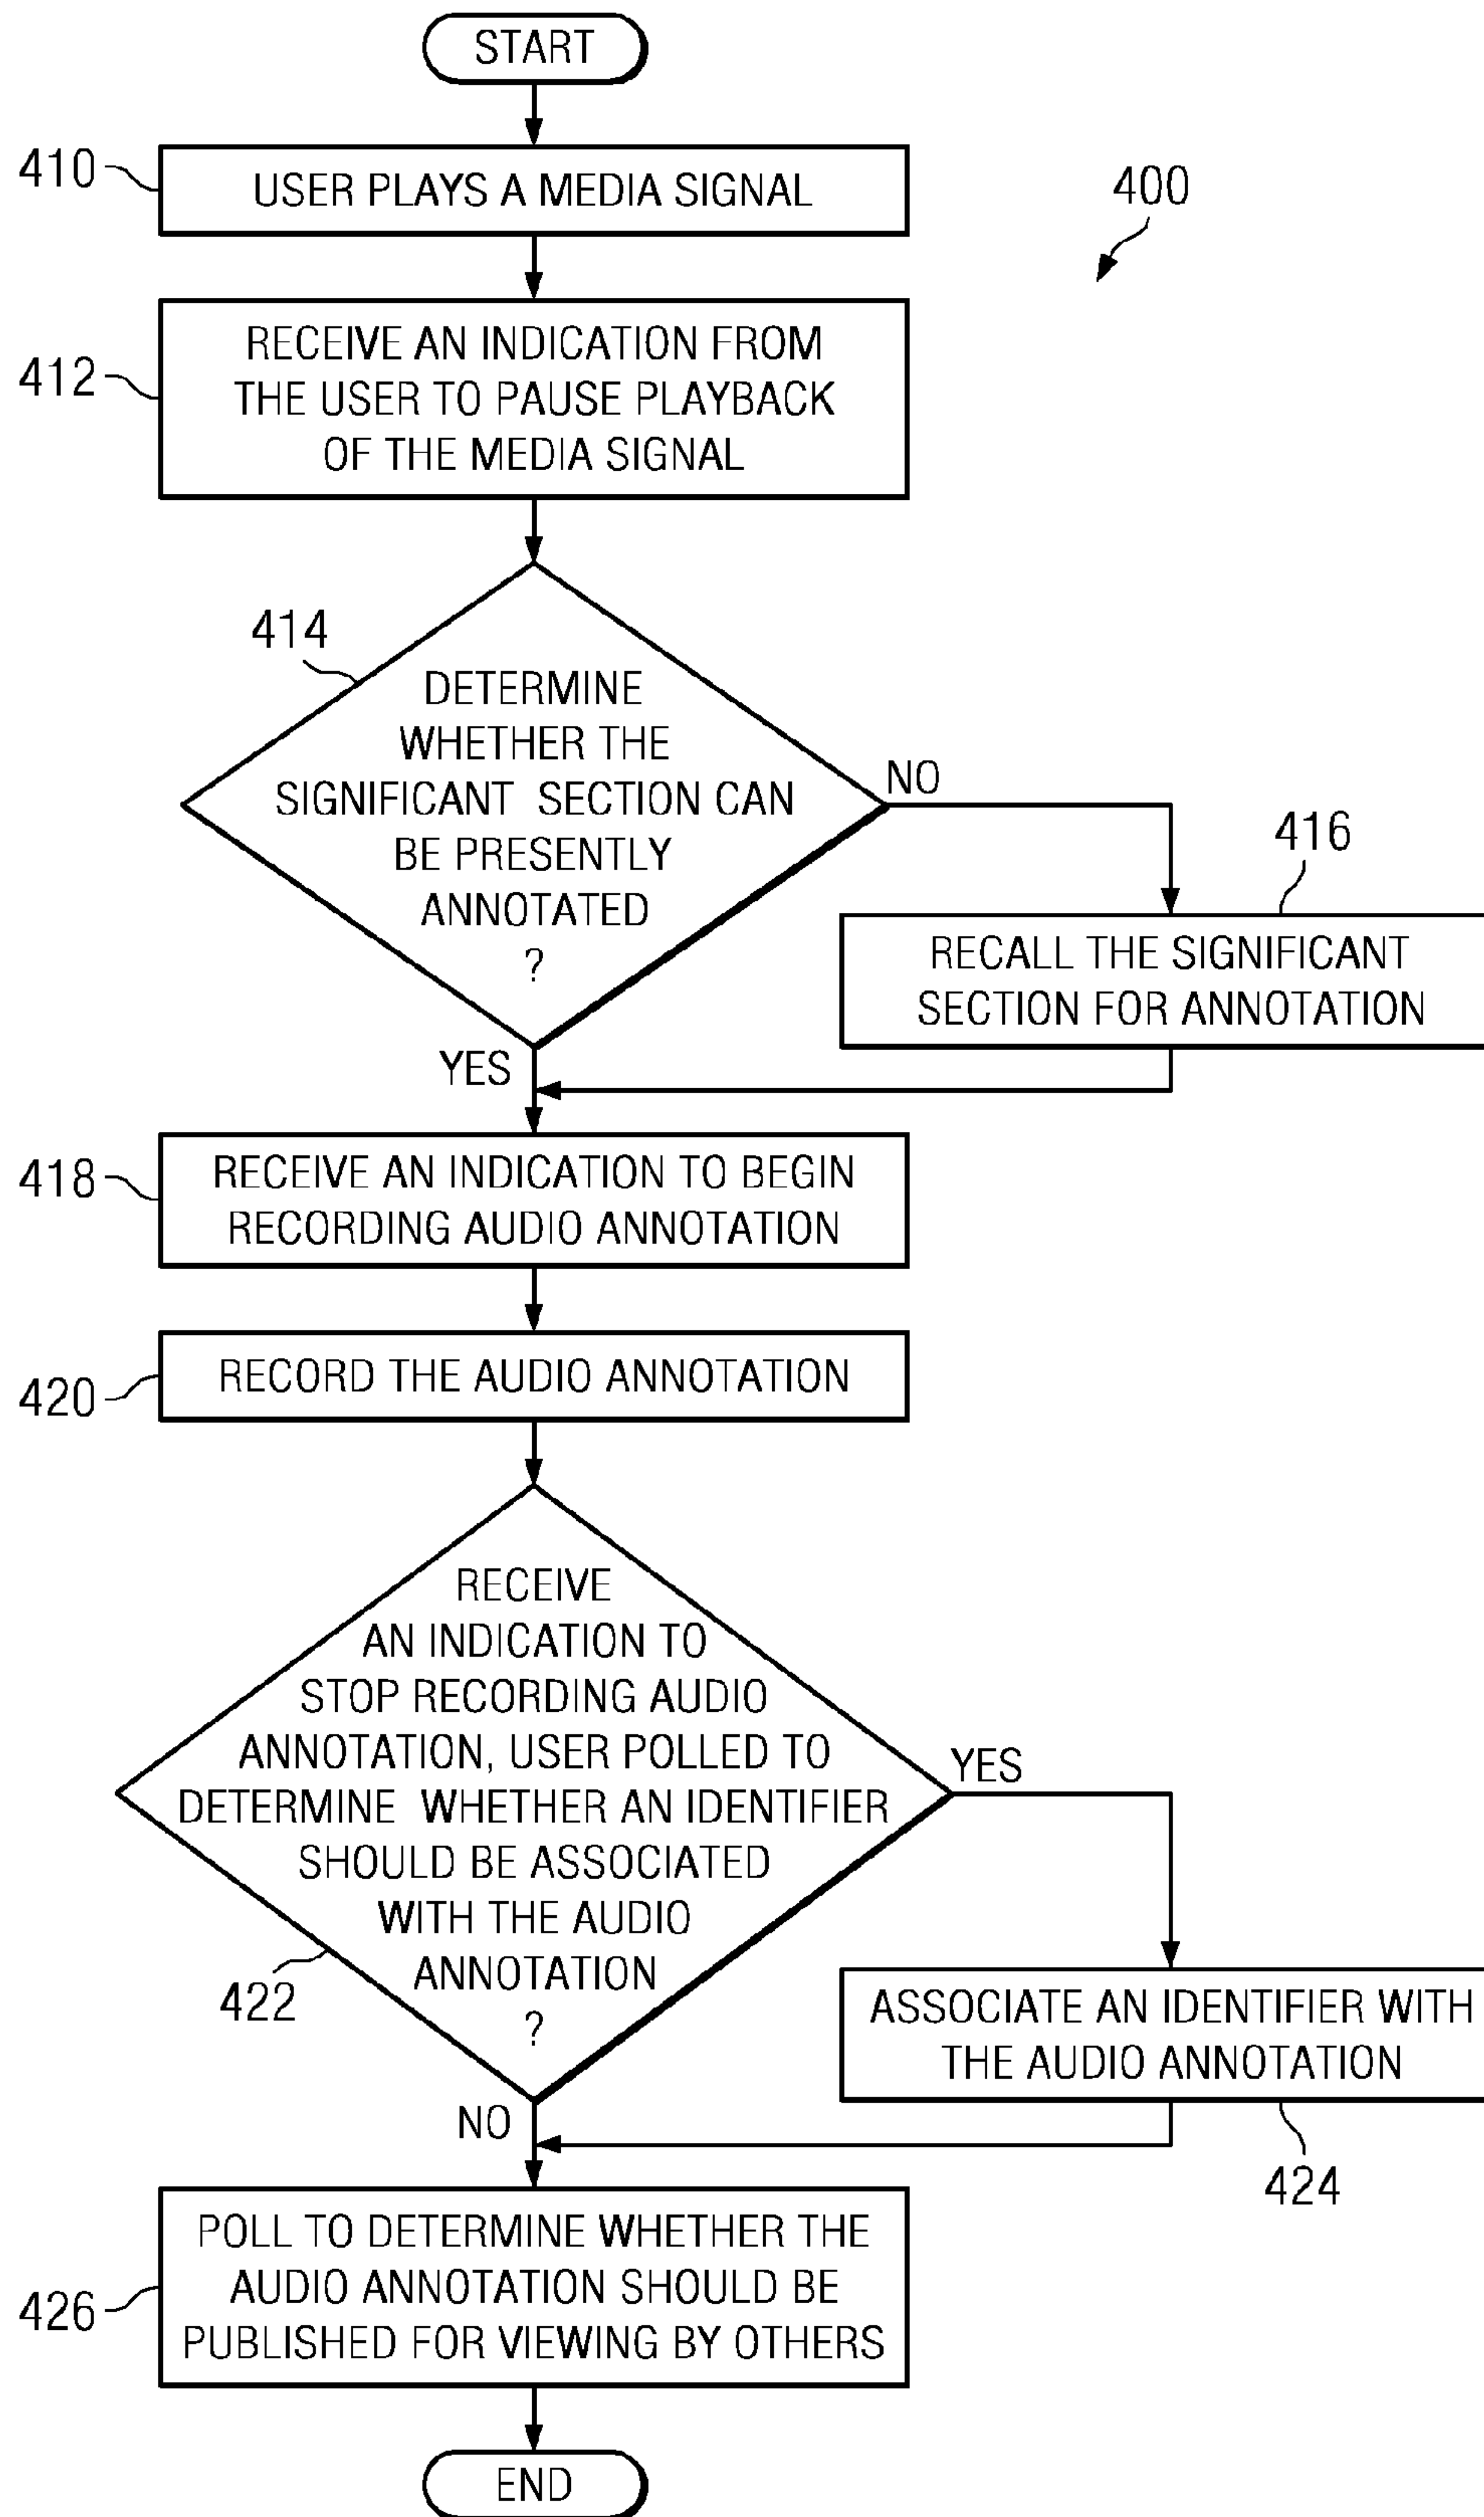 START
410
USER PLAYS A MEDIA SIGNAL
400
412
RECEIVE AN INDICATION FROM
THE USER TO PAUSE PLAYBACK
OF THE MEDIA SIGNAL
414
DETERMINE
WHETHER THE
SIGNIFICANT SECTION CAN
BE PRESENTLY
ANNOTATED
?
NO
416
RECALL THE SIGNIFICANT
SECTION FOR ANNOTATION
YES
418
RECEIVE AN INDICATION TO BEGIN
RECORDING AUDIO ANNOTATION
420
RECORD THE AUDIO ANNOTATION
RECEIVE
AN INDICATION TO
STOP RECORDING AUDIO
ANNOTATION, USER POLLED TO
DETERMINE WHETHER AN IDENTIFIER
SHOULD BE ASSOCIATED
WITH THE AUDIO
ANNOTATION
?
YES
422
ASSOCIATE AN IDENTIFIER WITH
THE AUDIO ANNOTATION
NO
424
426
POLL TO DETERMINE WHETHER THE
AUDIO ANNOTATION SHOULD BE
PUBLISHED FOR VIEWING BY OTHERS
END